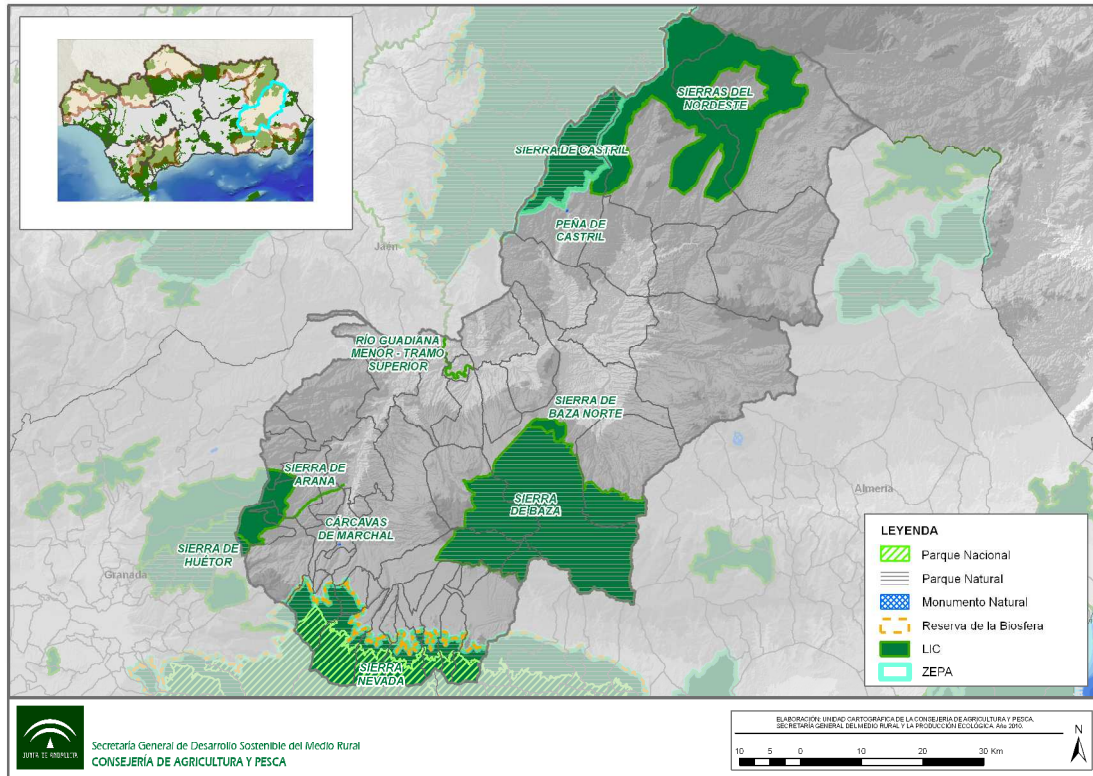 SIERRAS DEL
NORDESTE
SIERRA DE CASTRIL
PEÑA DE
CASTRIL
Jaén
RÍO GUADIANA
MENOR - TRAMO
SUPERIOR
SIERRA DE
BAZA NORTE
SIERRA DE
ARANA
SIERRA
DE BAZA
Almería
CÁRCAVAS
DE MARCHAL
SIERRA DE
HUÉTOR
Granada
SIERRA
NEVADA
LEYENDA
Parque Nacional
Parque Natural
Monumento Natural
Reserva de la Biosfera
LIC
ZEPA
JUNTA DE ANDALUCIA
Secretaría General de Desarrollo Sostenible del Medio Rural
CONSEJERÍA DE AGRICULTURA Y PESCA
ELABORACIÓN: UNIDAD CARTOGRAFICA DE LA CONSEJERIA DE AGRICULTURA Y PESCA.
SECRETARÍA GENERAL DEL MEDIO RURAL Y LA PRODUCCIÓN ECOLÓGICA. Año 2010.
10 5 0 10 20 30 Km
N